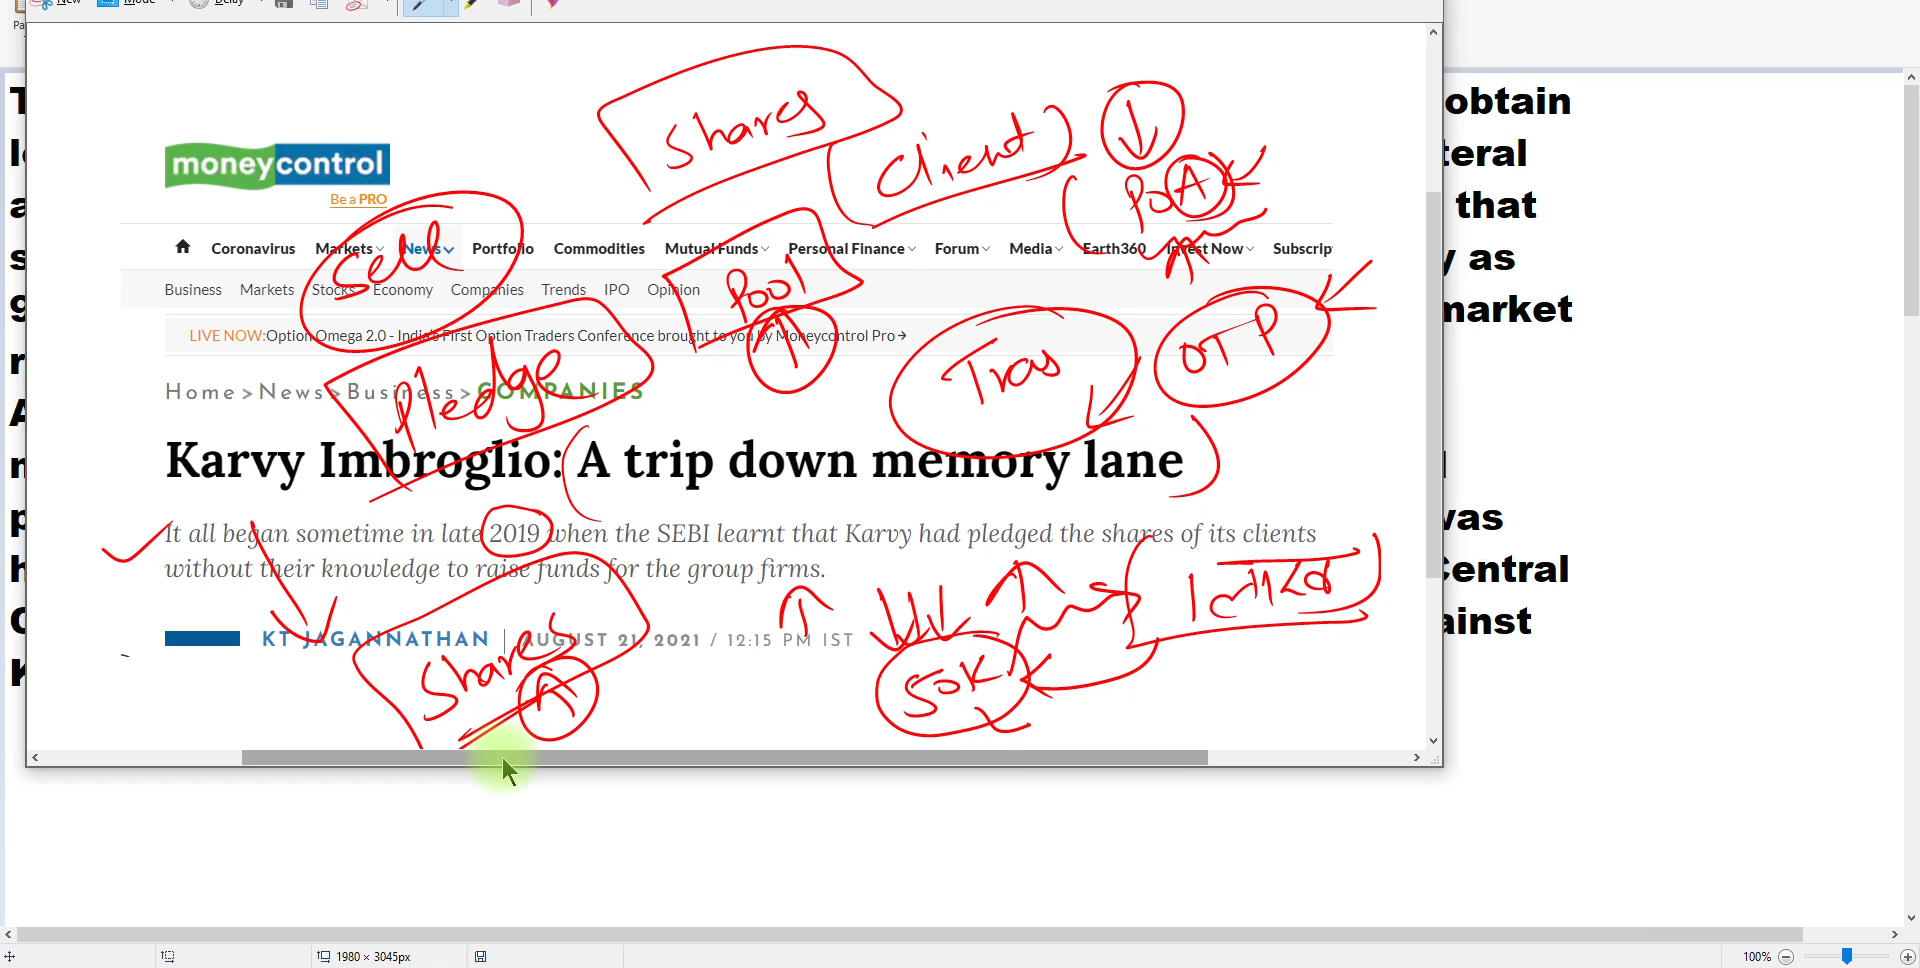 New Mode Delay
Pa
Shares
Client
PoA
moneycontrol
Be a PRO
Sell
Coronavirus Markets News Portfolio Commodities Mutual Funds Personal Finance Forum Media Earth360 Invest Now Subscrip
Pool
Business Markets Stocks Economy Companies Trends IPO Opinion
LIVE NOW:Option Omega 2.0 - India's First Option Traders Conference brought to you by Moneycontrol Pro
OTP
Pledge
Home > News > Business > COMPANIES
Karvy Imbroglio: A trip down memory lane
It all began sometime in late 2019 when the SEBI learnt that Karvy had pledged the shares of its clients
without their knowledge to raise funds for the group firms.
KT JAGANNATHAN | AUGUST 21, 2021 / 12:15 PM IST
Shares
50K
obtain
teral
that
y as
market
vas
Central
ainst
1980 × 3045px
100%